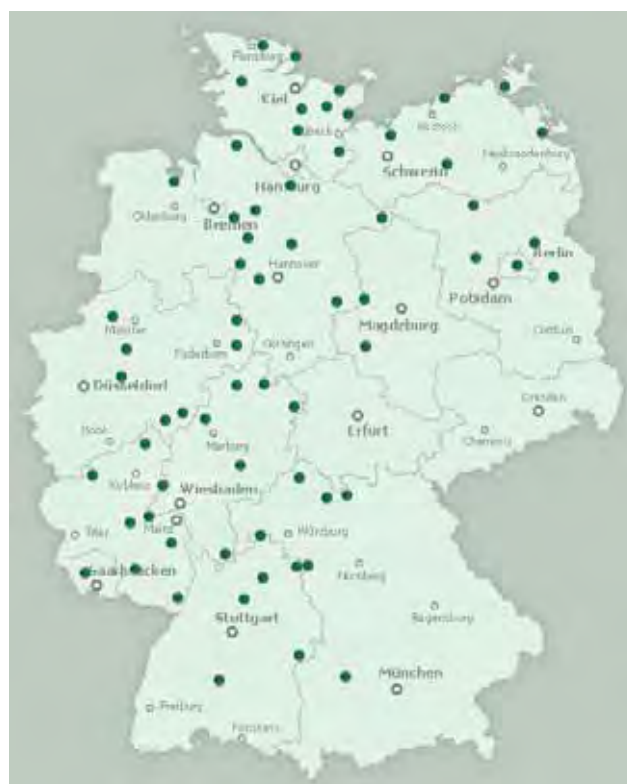 Flensburg
Kiel
Lübeck
Rostock
Schwerin
Neubrandenburg
Hamburg
Oldenburg
Bremen
Berlin
Hannover
Potsdam
Münster
Magdeburg
Paderborn
Göttingen
Cottbus
Düsseldorf
Dresden
Erfurt
Bonn
Marburg
Chemnitz
Koblenz
Wiesbaden
Trier
Mainz
Würzburg
Saarbrücken
Nürnberg
Regensburg
Stuttgart
München
Freiburg
Konstanz